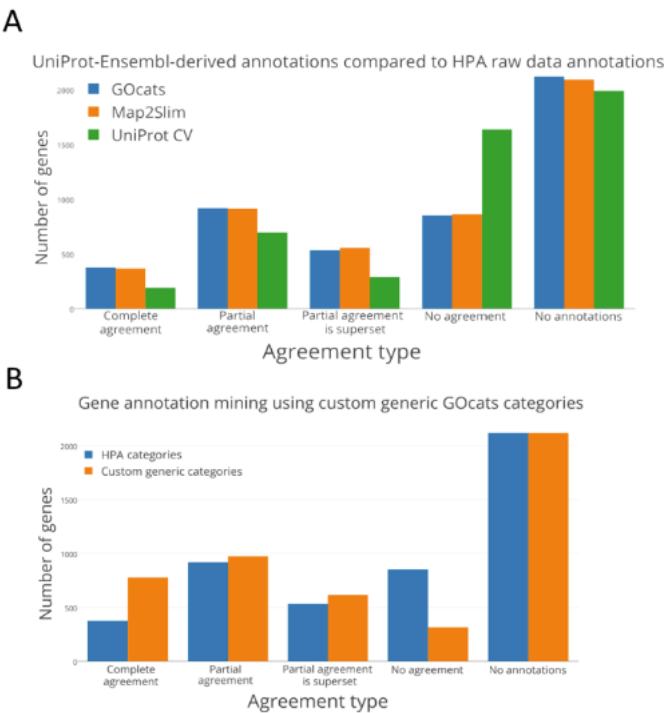 A
UniProt-Ensembl-derived annotations compared to HPA raw data annotations
GOcats
Map2Slim
UniProt CV
2000
1500
1000
500
0
Number of genes
Complete agreement
Partial agreement
Partial agreement is superset
No agreement
No annotations
Agreement type
B
Gene annotation mining using custom generic GOcats categories
HPA categories
Custom generic categories
2000
1500
1000
500
0
Number of genes
Complete agreement
Partial agreement
Partial agreement is superset
No agreement
No annotations
Agreement type